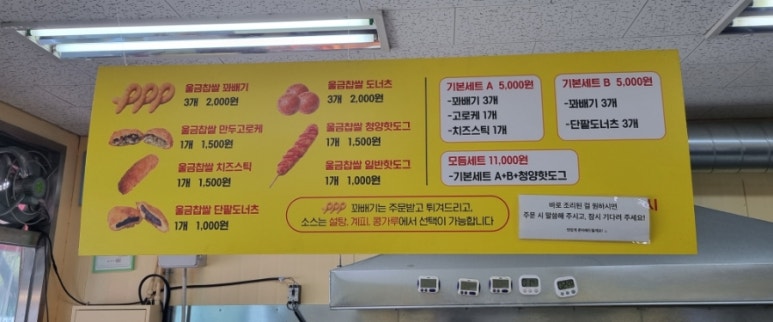 울금찹쌀 꽈배기
3개 2,000원
울금찹쌀 만두고로케
1개 1,500원
울금찹쌀 치즈스틱
1개 1,500원
울금찹쌀 단팥도너츠
1개 1,000원
울금찹쌀 도너츠
3개 2,000원
울금찹쌀 청양핫도그
1개 1,500원
울금찹쌀 일반핫도그
1개 1,000원
꽈배기는 주문받고 튀겨드리고,
소스는 설탕, 계피, 콩가루에서 선택이 가능합니다
기본세트 A 5,000원
-꽈배기 3개
-고로케 1개
-치즈스틱 1개
기본세트 B 5,000원
-꽈배기 3개
-단팥도너츠 3개
모듬세트 11,000원
-기본세트 A+B+청양핫도그
바로 조리된 걸 원하시면
주문 시 말씀해 주시고, 잠시 기다려 주세요!
시